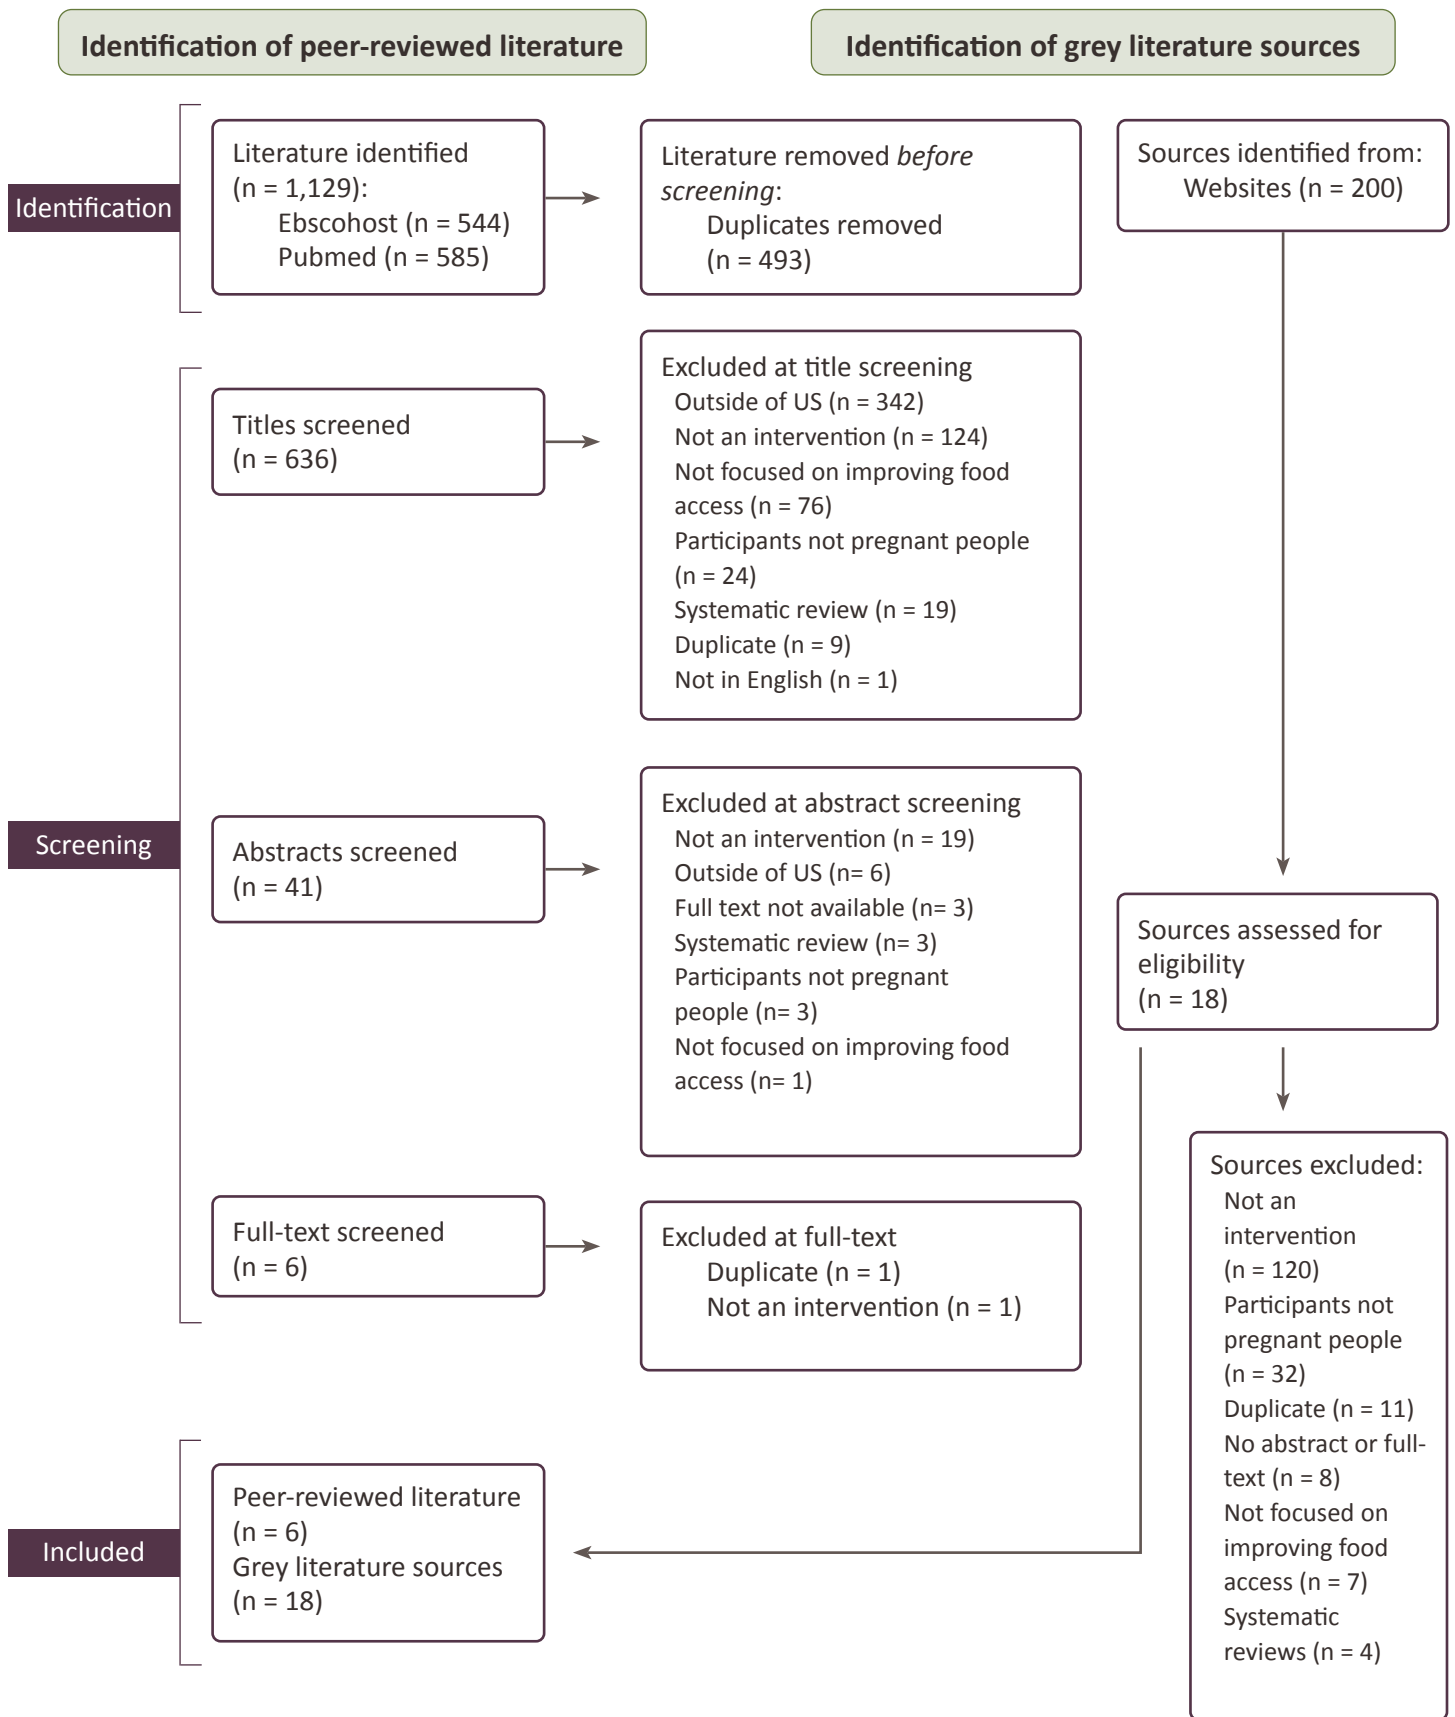 Identification of peer-reviewed literature
Identification of grey literature sources
Identification
Literature identified
(n = 1,129):
Ebscohost (n = 544)
Pubmed (n = 585)
Literature removed before
screening:
Duplicates removed
(n = 493)
Sources identified from:
Websites (n = 200)
Screening
Titles screened
(n = 636)
Excluded at title screening
Outside of US (n = 342)
Not an intervention (n = 124)
Not focused on improving food
access (n = 76)
Participants not pregnant people
(n = 24)
Systematic review (n = 19)
Duplicate (n = 9)
Not in English (n = 1)
Abstracts screened
(n = 41)
Excluded at abstract screening
Not an intervention (n = 19)
Outside of US (n= 6)
Full text not available (n= 3)
Systematic review (n= 3)
Participants not pregnant
people (n= 3)
Not focused on improving food
access (n= 1)
Sources assessed for
eligibility
(n = 18)
Full-text screened
(n = 6)
Excluded at full-text
Duplicate (n = 1)
Not an intervention (n = 1)
Sources excluded:
Not an
intervention
(n = 120)
Participants not
pregnant people
(n = 32)
Duplicate (n = 11)
No abstract or full-
text (n = 8)
Not focused on
improving food
access (n = 7)
Systematic
reviews (n = 4)
Included
Peer-reviewed literature
(n = 6)
Grey literature sources
(n = 18)